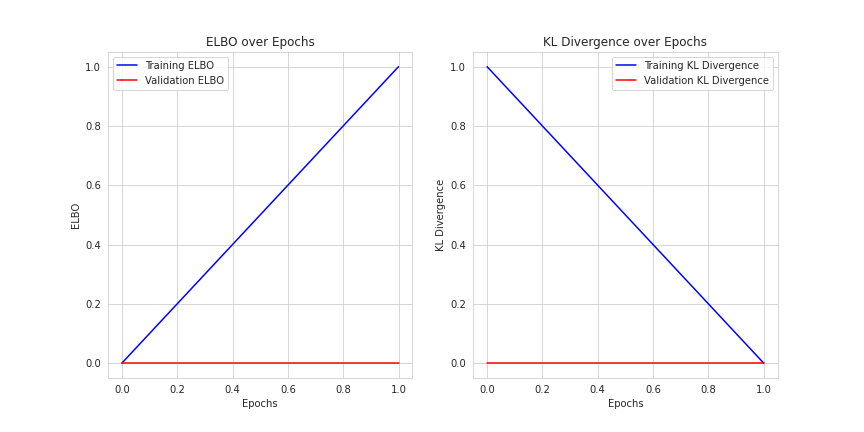 ELBO over Epochs
Training ELBO
Validation ELBO
1.0
0.8
0.6
0.4
0.2
0.0
ELBO
0.0 0.2 0.4 0.6 0.8 1.0
Epochs
KL Divergence over Epochs
Training KL Divergence
Validation KL Divergence
1.0
0.8
0.6
0.4
0.2
0.0
KL Divergence
0.0 0.2 0.4 0.6 0.8 1.0
Epochs